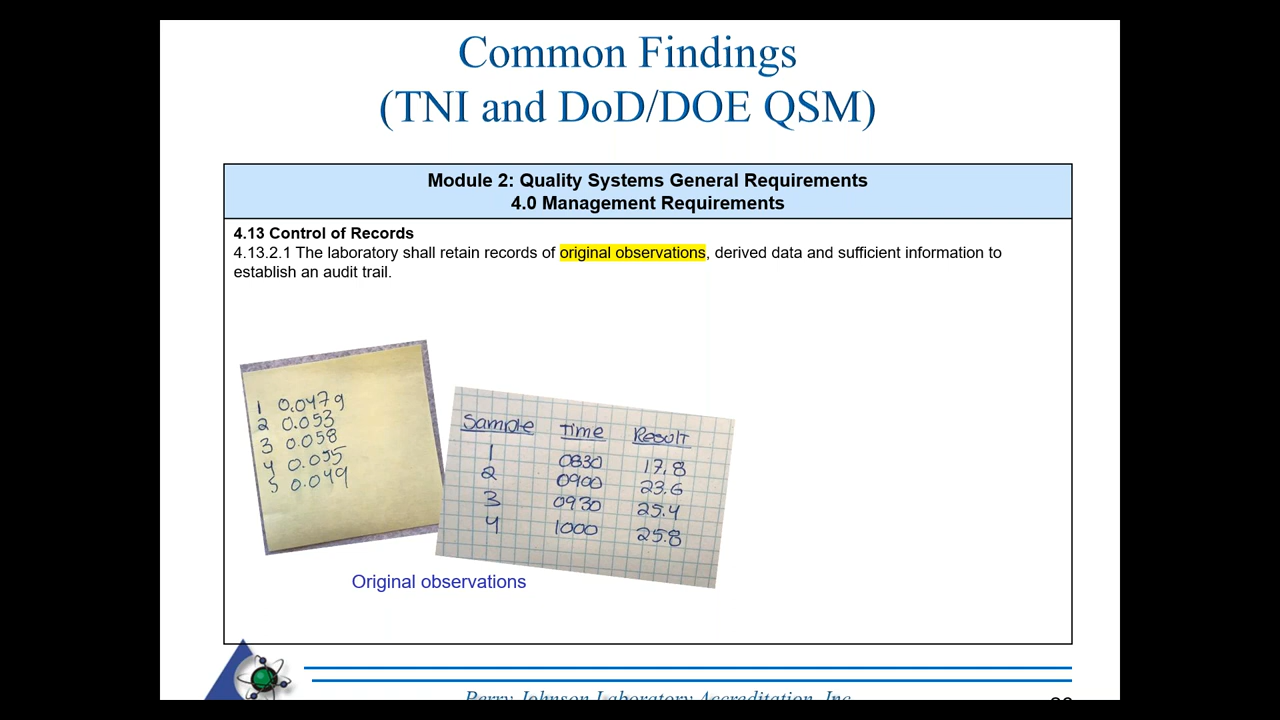 Common Findings
(TNI and DoD/DOE QSM)
Module 2: Quality Systems General Requirements
4.0 Management Requirements
4.13 Control of Records
4.13.2.1 The laboratory shall retain records of original observations, derived data and sufficient information to
establish an audit trail.
1 0.0479
2 0.053
3 0.058
4 0.055
5 0.049
Sample Time Result
1 0830 17.8
2 0900 23.6
3 0930 25.4
4 1000 25.8
Original observations
Perry Johnson Laboratory Accreditation, Inc.